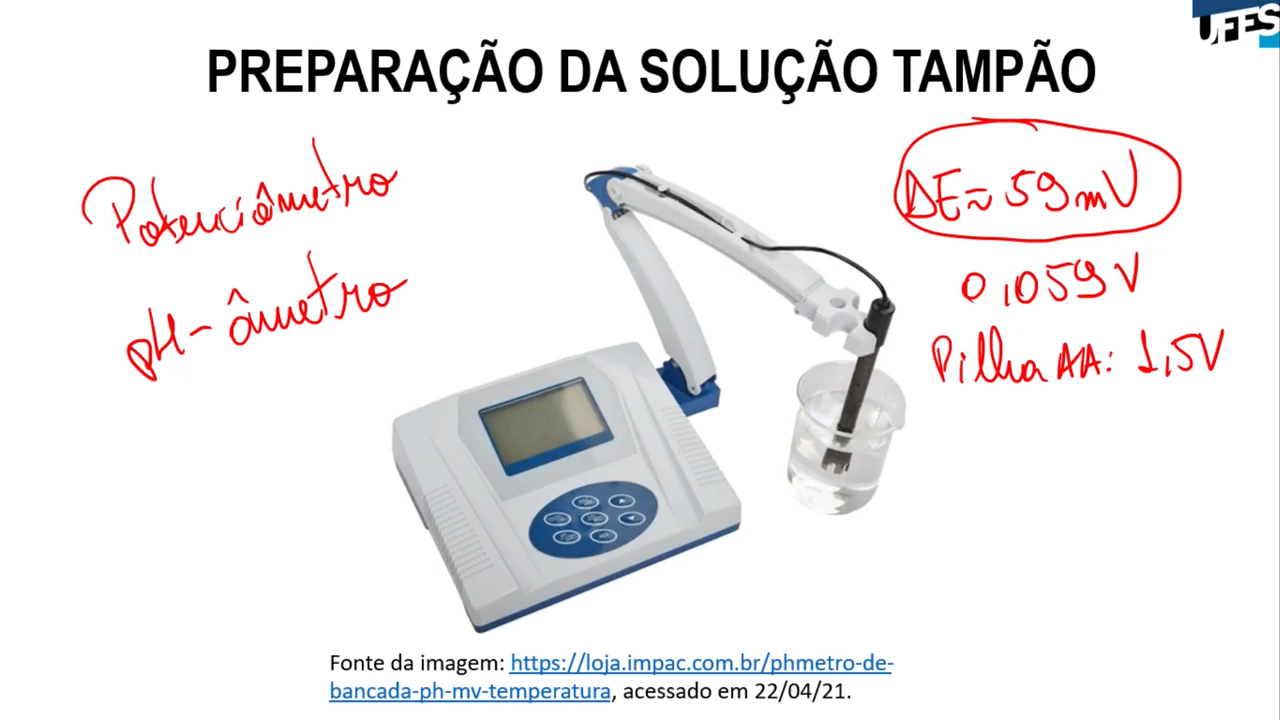 UFES
PREPARAÇÃO DA SOLUÇÃO TAMPÃO
Potenciômetro
pH-âmetro
ΔE≈59mV
0,059V
Pilha AA: 1,5V
Fonte da imagem: https://loja.impac.com.br/phmetro-de-
bancada-ph-mv-temperatura, acessado em 22/04/21.